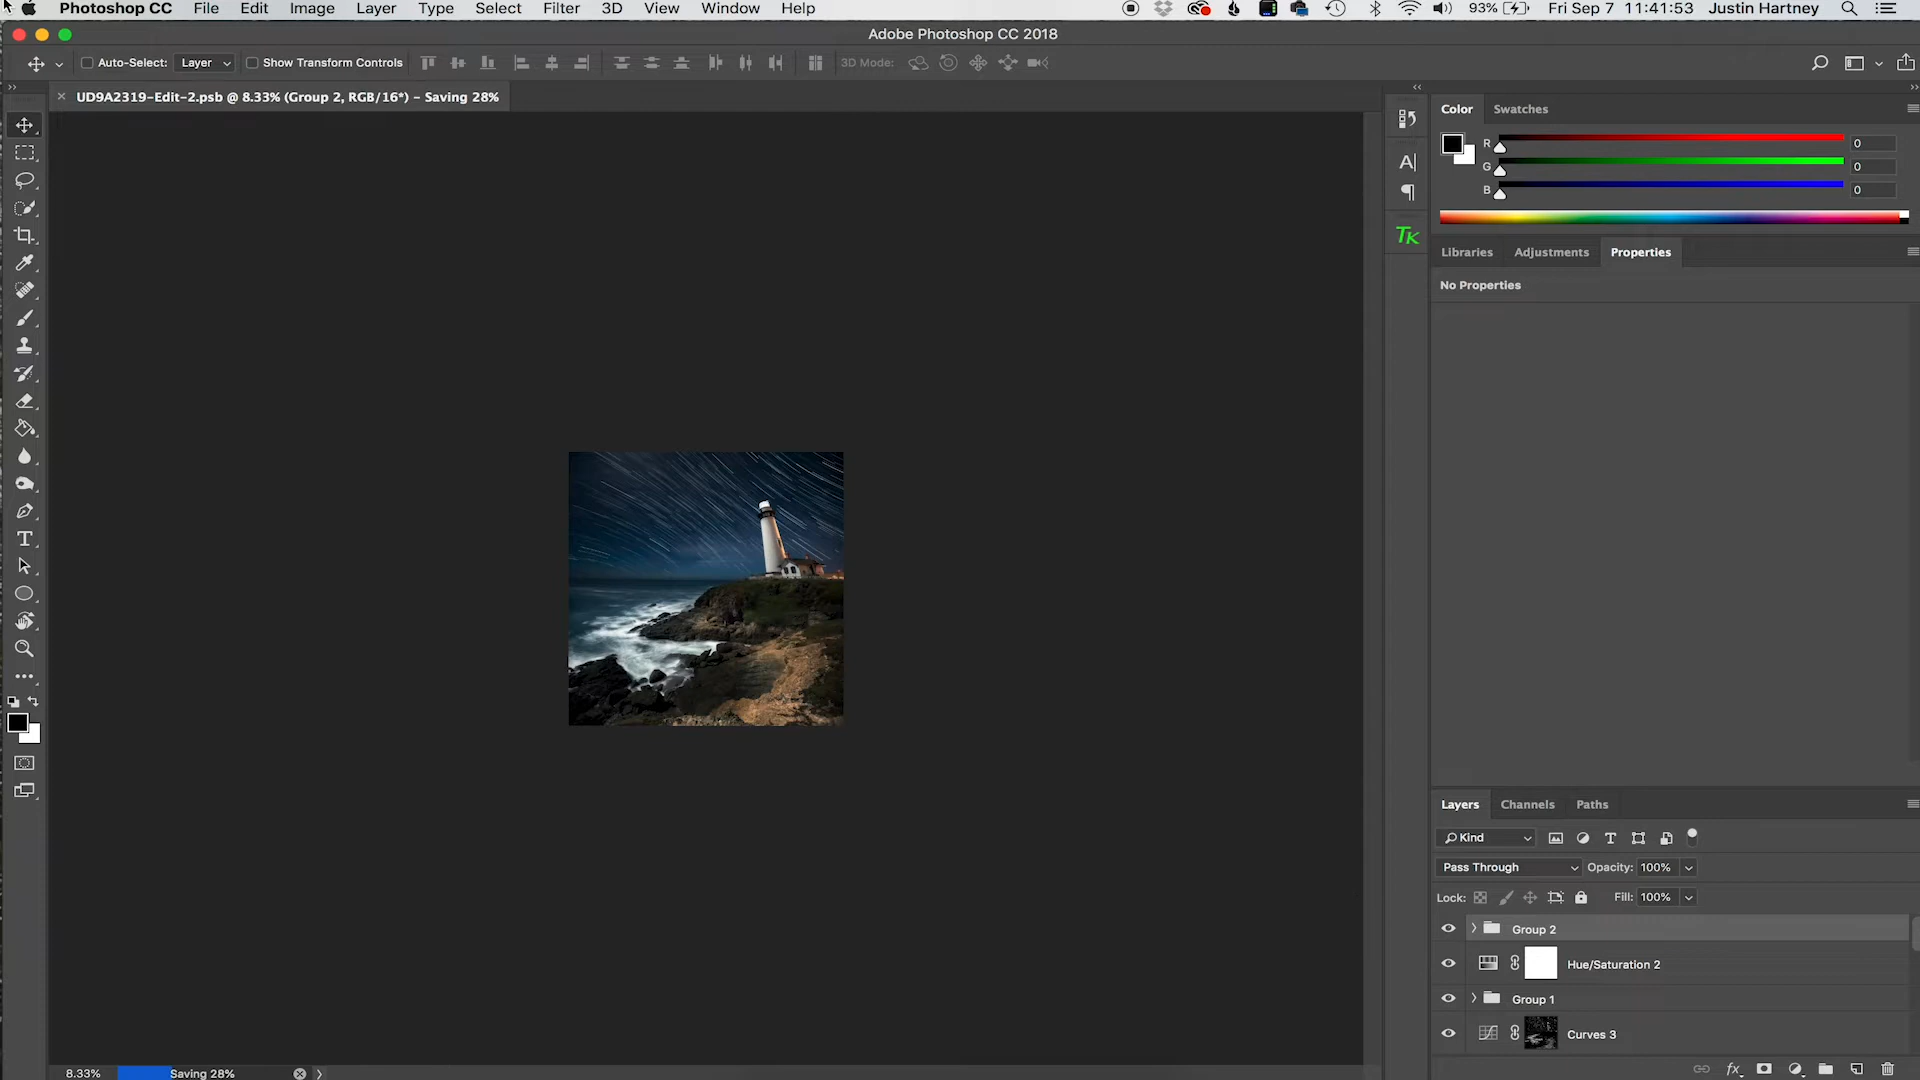 Photoshop CC File Edit Image Layer Type Select Filter 3D View Window Help 93% Fri Sep 7 11:41:53 Justin Hartney
Adobe Photoshop CC 2018
Auto-Select: Layer Show Transform Controls 3D Mode:
UD9A2319-Edit-2.psb @ 8.33% (Group 2, RGB/16*) - Saving 28%
Color Swatches
R 0
G 0
B 0
A
TK
Libraries Adjustments Properties
No Properties
T
Layers Channels Paths
Kind T
Pass Through Opacity: 100%
Lock: Fill: 100%
Group 2
Hue/Saturation 2
Group 1
Curves 3
fx
8.33% Saving 28%